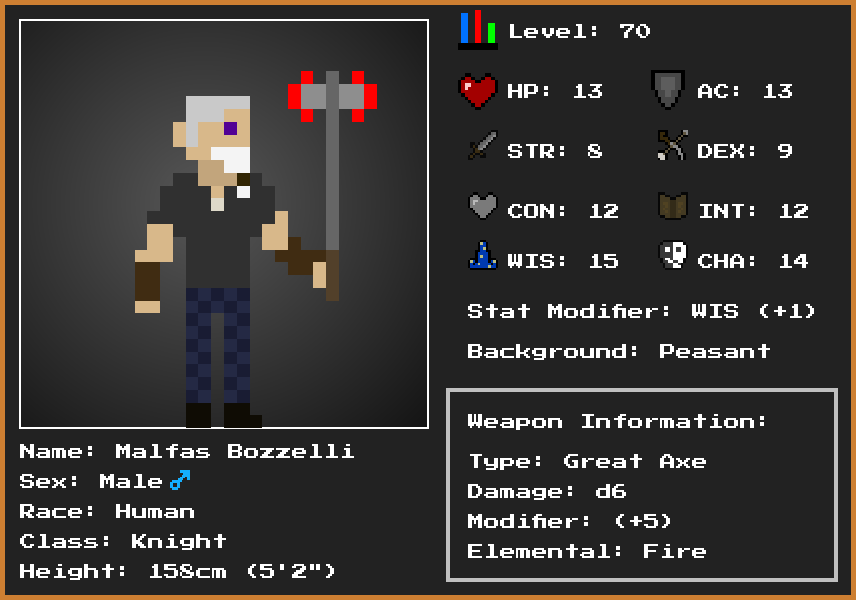 Level: 70
HP: 13 AC: 13
STR: 8 DEX: 9
CON: 12 INT: 12
WIS: 15 CHA: 14
Stat Modifier: WIS (+1)
Background: Peasant
Weapon Information:
Type: Great Axe
Damage: d6
Modifier: (+5)
Elemental: Fire
Name: Malfas Bozzelli
Sex: Male ♂
Race: Human
Class: Knight
Height: 158cm (5'2")